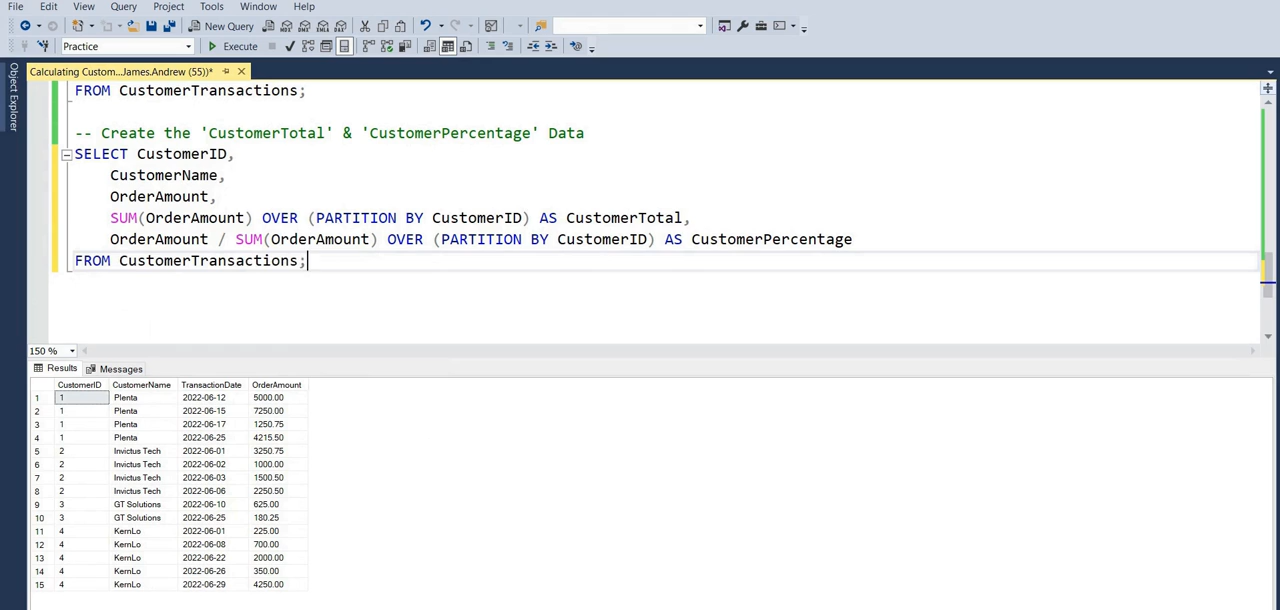 File Edit View Query Project Tools Window Help
New Query MDX DMX XMLA DAX
Practice Execute
Calculating Custom...James.Andrew (55))*
Object Explorer
FROM CustomerTransactions;
-- Create the 'CustomerTotal' & 'CustomerPercentage' Data
SELECT CustomerID,
CustomerName,
OrderAmount,
SUM(OrderAmount) OVER (PARTITION BY CustomerID) AS CustomerTotal,
OrderAmount / SUM(OrderAmount) OVER (PARTITION BY CustomerID) AS CustomerPercentage
FROM CustomerTransactions;
150 %
Results Messages
CustomerID CustomerName TransactionDate OrderAmount
1 1 Plenta 2022-06-12 5000.00
2 1 Plenta 2022-06-15 7250.00
3 1 Plenta 2022-06-17 1250.75
4 1 Plenta 2022-06-25 4215.50
5 2 Invictus Tech 2022-06-01 3250.75
6 2 Invictus Tech 2022-06-02 1000.00
7 2 Invictus Tech 2022-06-03 1500.50
8 2 Invictus Tech 2022-06-06 2250.50
9 3 GT Solutions 2022-06-10 625.00
10 3 GT Solutions 2022-06-25 180.25
11 4 KernLo 2022-06-01 225.00
12 4 KernLo 2022-06-08 700.00
13 4 KernLo 2022-06-22 2000.00
14 4 KernLo 2022-06-26 350.00
15 4 KernLo 2022-06-29 4250.00